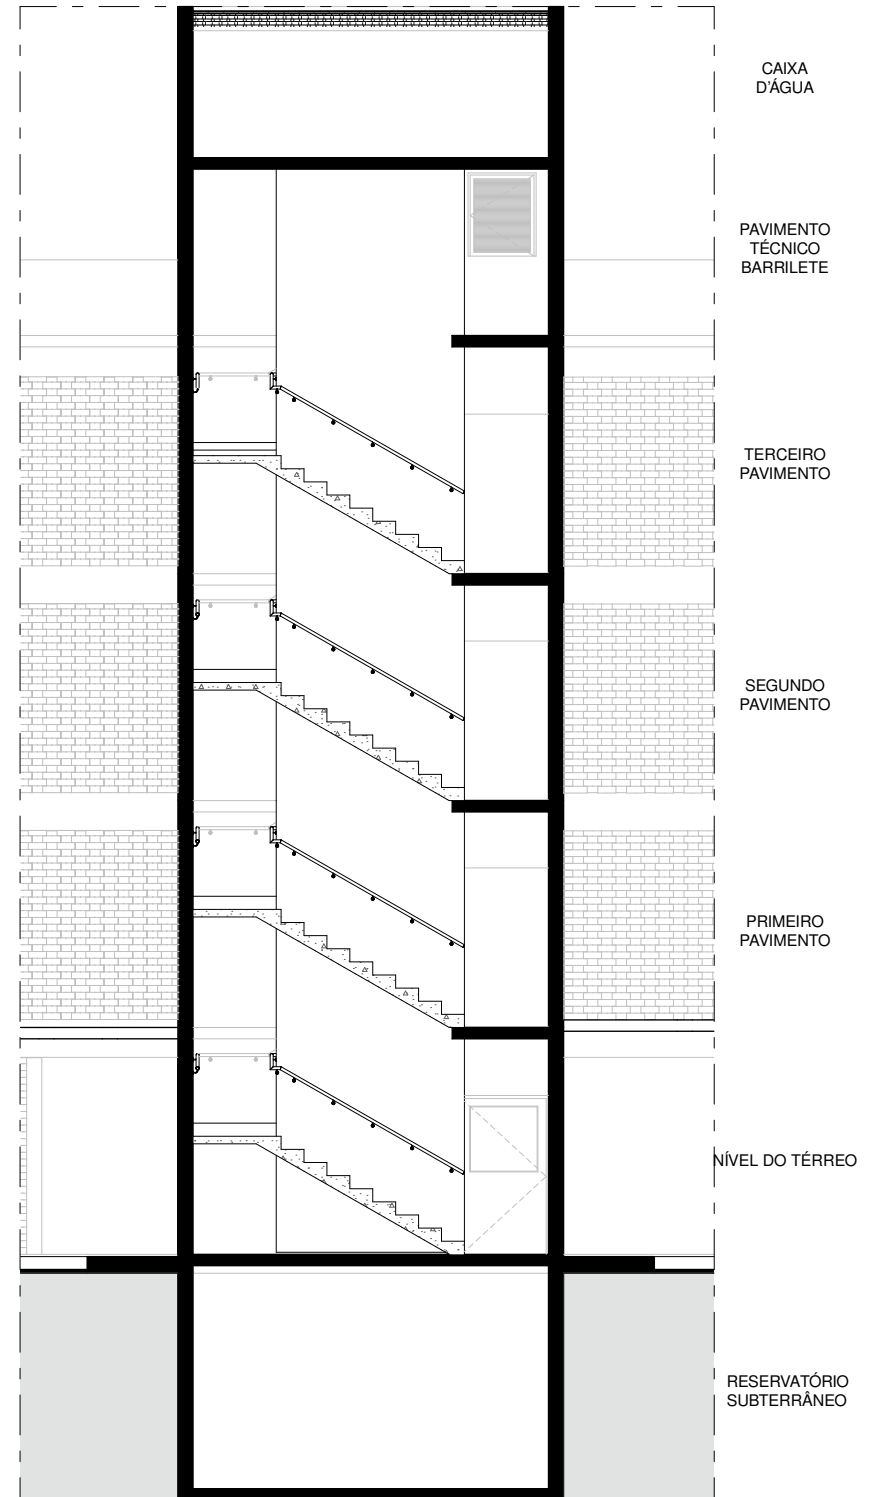 CAIXA
D'ÁGUA
PAVIMENTO
TÉCNICO
BARRILETE
TERCEIRO
PAVIMENTO
SEGUNDO
PAVIMENTO
PRIMEIRO
PAVIMENTO
NÍVEL DO TÉRREO
RESERVATÓRIO
SUBTERRÂNEO